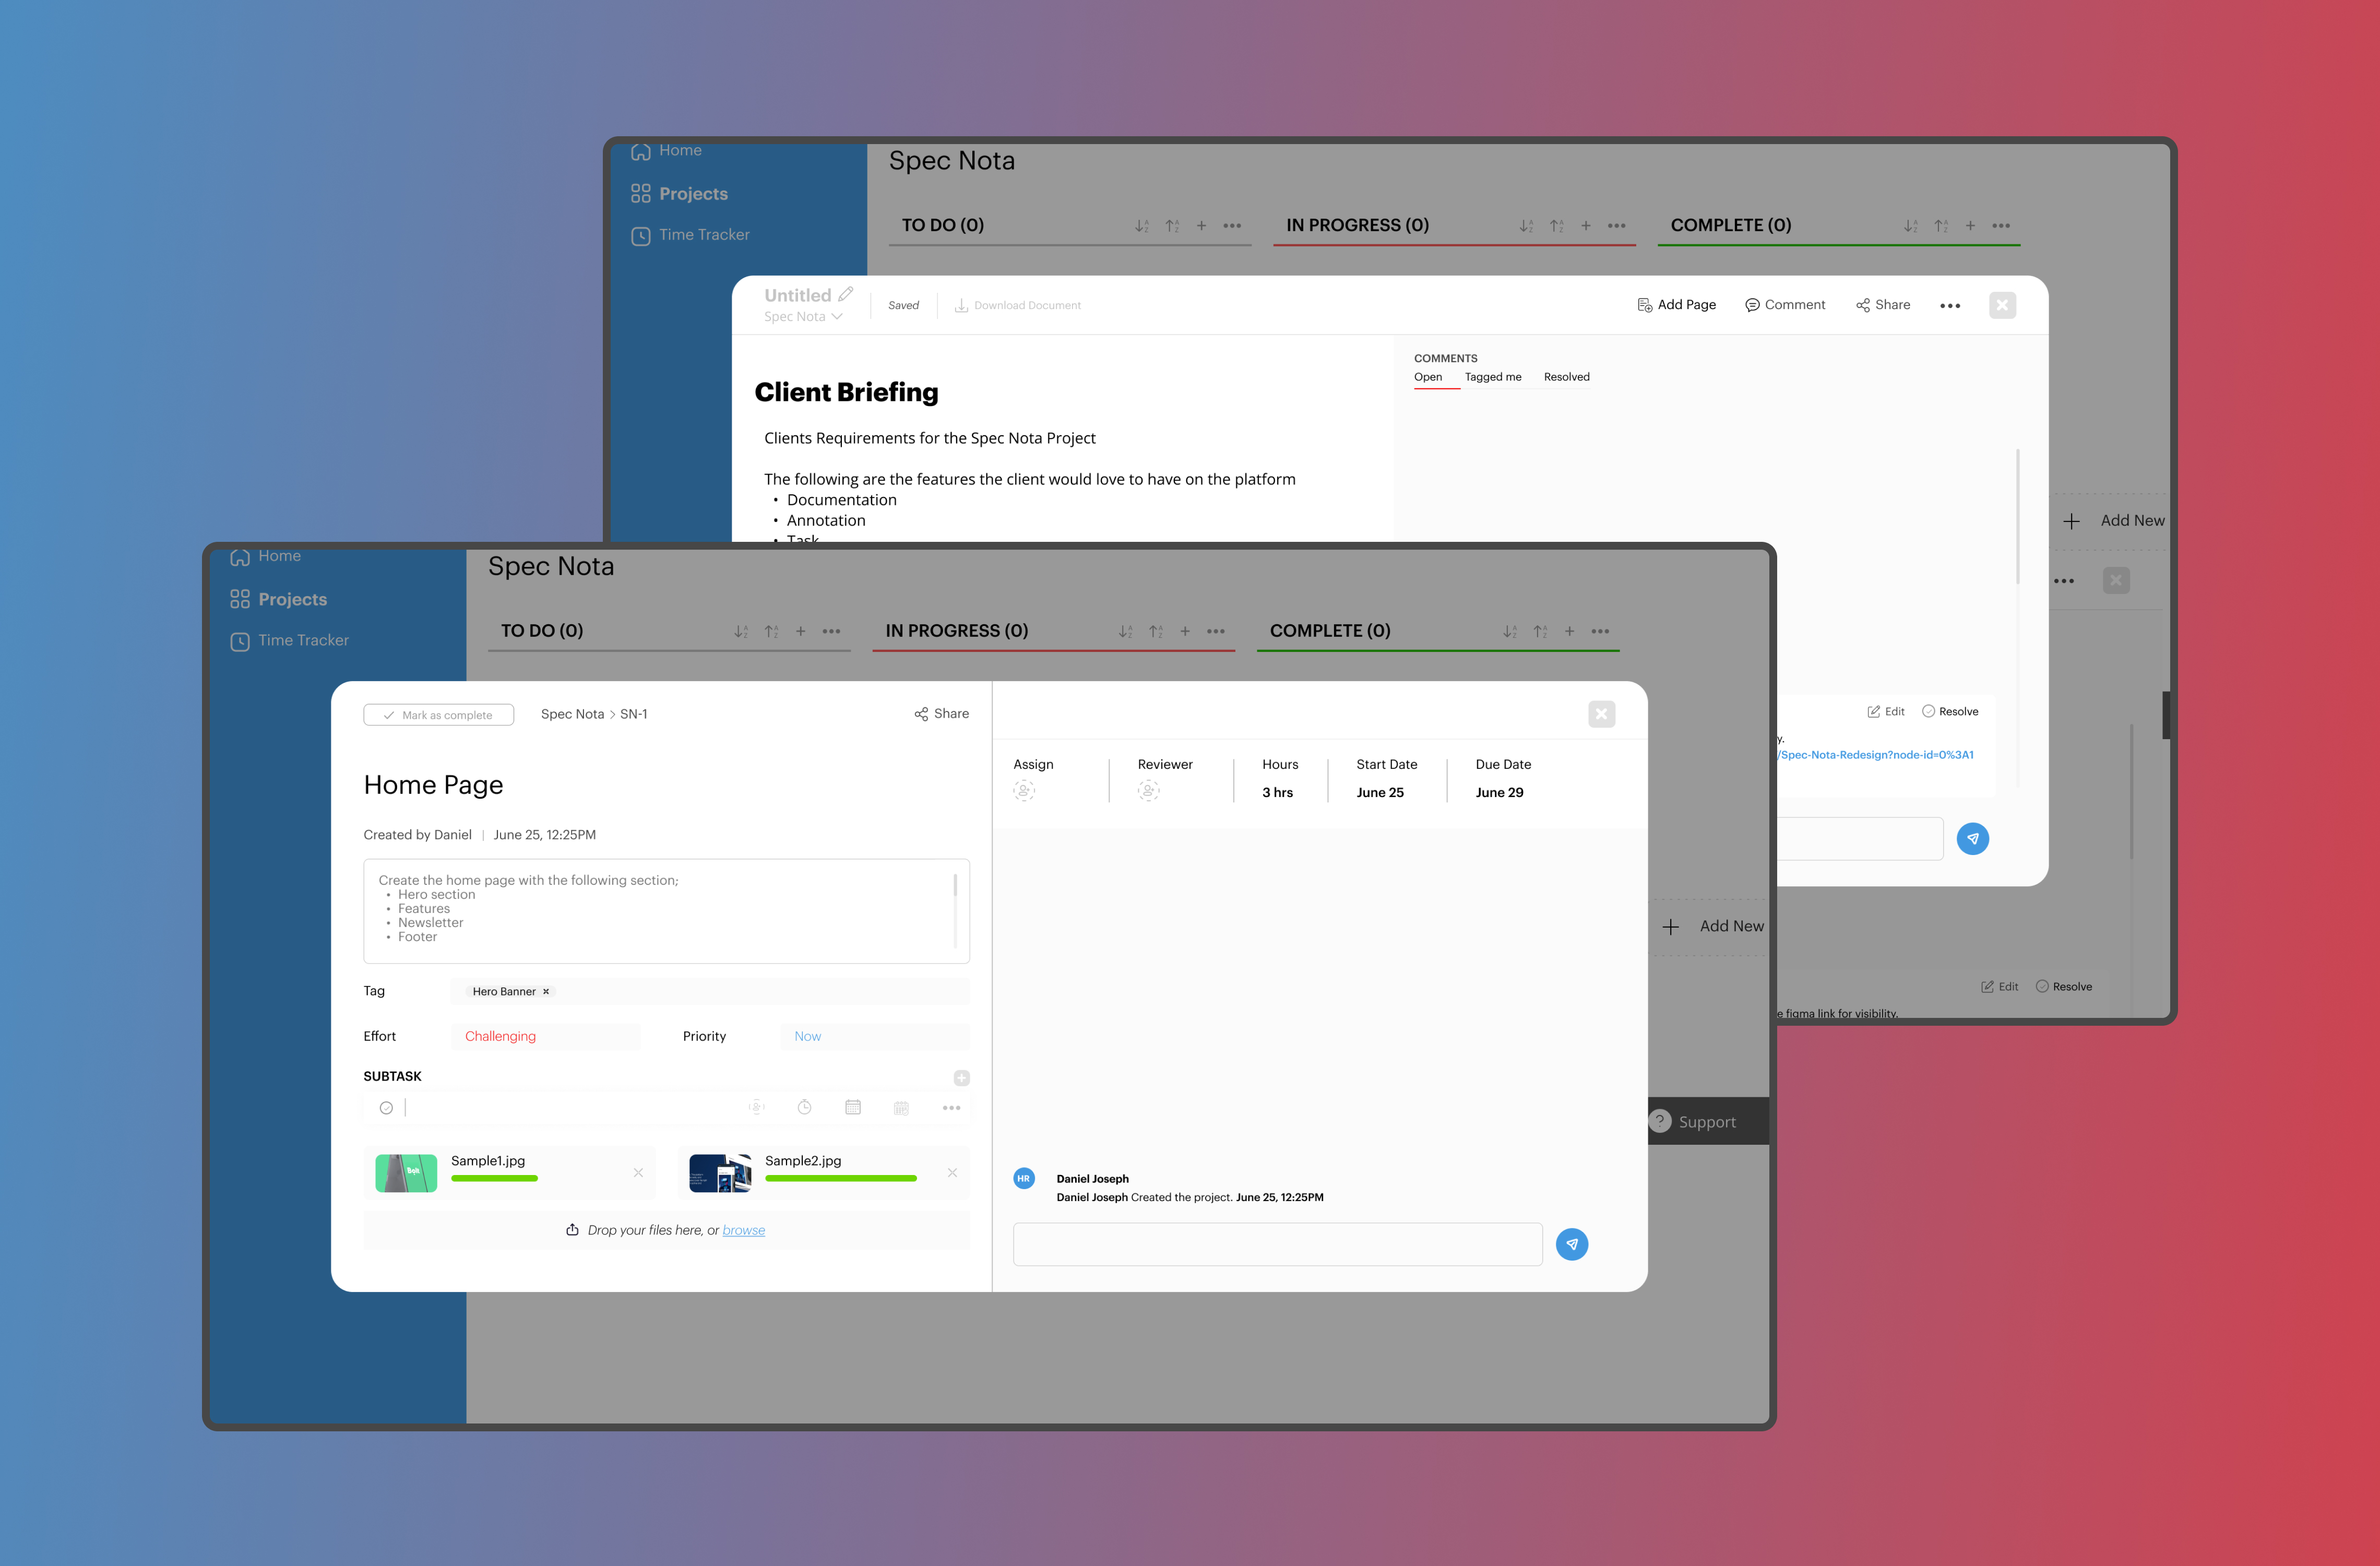 Home
Projects
Time Tracker
Spec Nota
TO DO (0)
IN PROGRESS (0)
COMPLETE (0)
Untitled
Spec Nota
Saved
Download Document
Add Page
Comment
Share
Client Briefing
Clients Requirements for the Spec Nota Project
The following are the features the client would love to have on the platform
• Documentation
• Annotation
• Task
COMMENTS
Open
Tagged me
Resolved
Add New
Edit
Resolve
y.
/Spec-Nota-Redesign?node-id=0%3A1
Edit
Resolve
e figma link for visibility.
Home
Projects
Time Tracker
Spec Nota
TO DO (0)
IN PROGRESS (0)
COMPLETE (0)
Mark as complete
Spec Nota > SN-1
Share
Home Page
Created by Daniel | June 25, 12:25PM
Create the home page with the following section;
• Hero section
• Features
• Newsletter
• Footer
Tag
Hero Banner ×
Effort
Challenging
Priority
Now
SUBTASK
Sample1.jpg
Sample2.jpg
Drop your files here, or browse
Assign
Reviewer
Hours
3 hrs
Start Date
June 25
Due Date
June 29
HR
Daniel Joseph
Daniel Joseph Created the project. June 25, 12:25PM
Add New
? Support